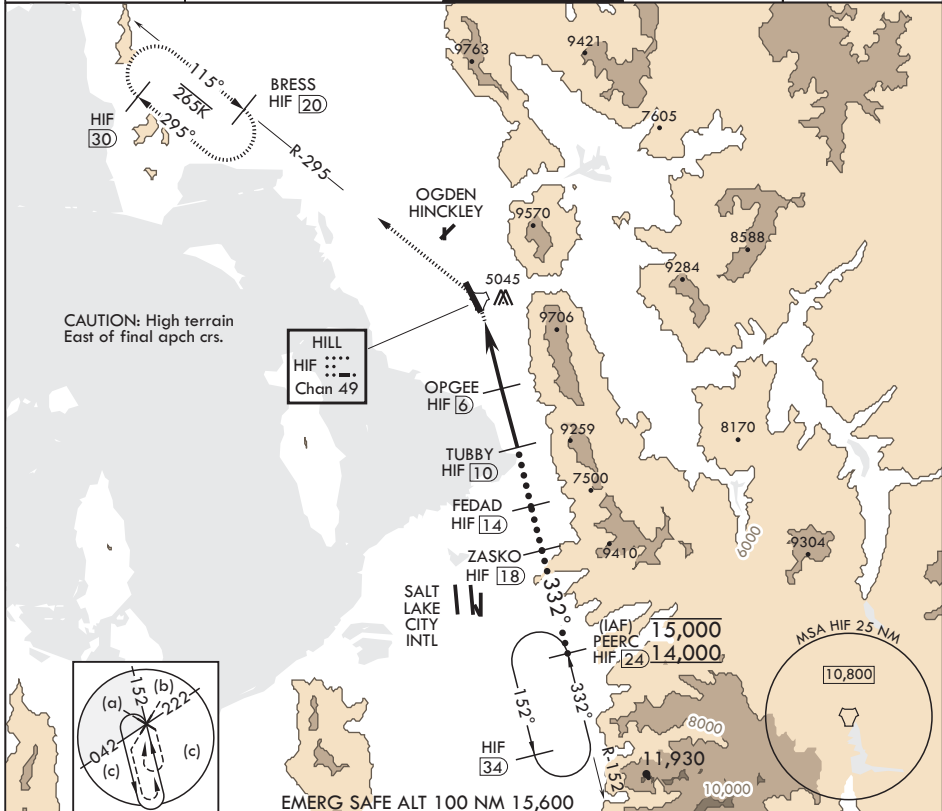 9763
9421
115°
265K
295°
BRESS
HIF 20
HIF
30
R-295
7605
OGDEN
HINCKLEY
9570
8588
9284
5045
CAUTION: High terrain
East of final apch crs.
HILL
HIF
Chan 49
9706
OPGEE
HIF 6
9259
8170
TUBBY
HIF 10
7500
FEDAD
HIF 14
9410
6000
9304
ZASKO
HIF 18
SALT
LAKE
CITY
INTL
332°
(IAF)
PEERC
HIF 24
15,000
14,000
MSA HIF 25 NM
10,800
152°
332°
8000
HIF
34
R-152
11,930
10,000
152
(a)
(b)
222
042
(c)
(c)
EMERG SAFE ALT 100 NM 15,600